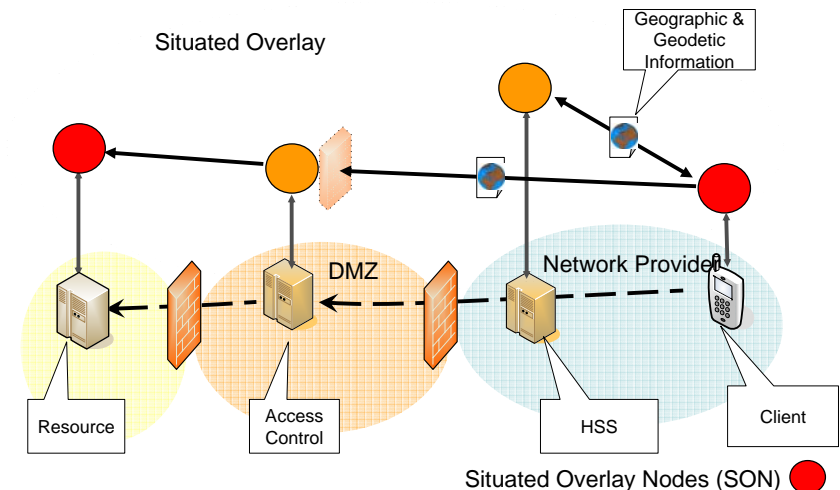 Situated Overlay
Geographic &
Geodetic
Information
DMZ
Network Provider
Resource
Access
Control
HSS
Client
Situated Overlay Nodes (SON)